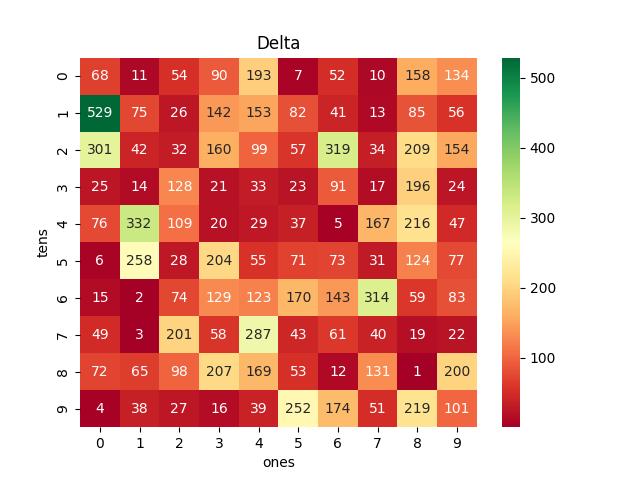 Delta
0 68 11 54 90 193 7 52 10 158 134
1 529 75 26 142 153 82 41 13 85 56
2 301 42 32 160 99 57 319 34 209 154
3 25 14 128 21 33 23 91 17 196 24
4 76 332 109 20 29 37 5 167 216 47
5 6 258 28 204 55 71 73 31 124 77
6 15 2 74 129 123 170 143 314 59 83
7 49 3 201 58 287 43 61 40 19 22
8 72 65 98 207 169 53 12 131 1 200
9 4 38 27 16 39 252 174 51 219 101
0 1 2 3 4 5 6 7 8 9
ones
tens
500
400
300
200
100